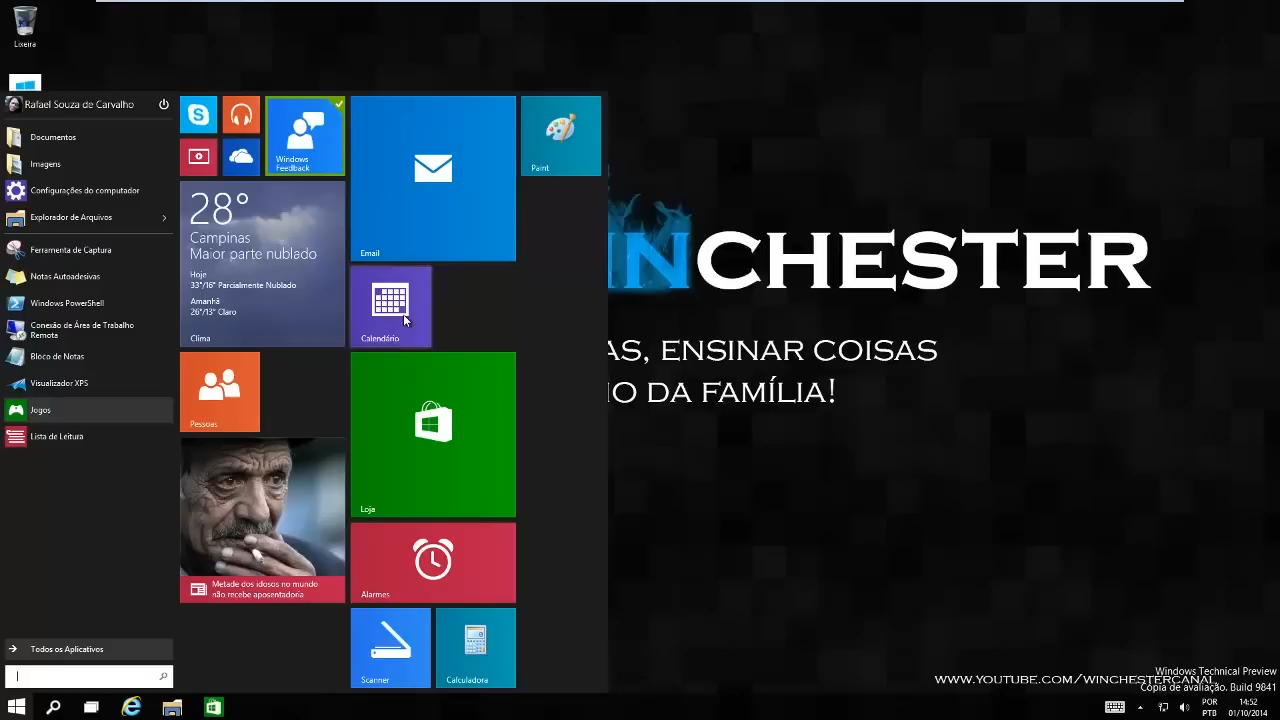 Lixeira
Rafael Souza de Carvalho
Documentos
Imagens
Configurações do computador
Explorador de Arquivos
Ferramenta de Captura
Notas Autoadesivas
Windows PowerShell
Conexão de Área de Trabalho
Remota
Bloco de Notas
Visualizador XPS
Jogos
Lista de Leitura
Todos os Aplicativos
Windows
Feedback
28°
Campinas
Maior parte nublado
Hoje
33°/16° Parcialmente Nublado
Amanhã
26°/13° Claro
Clima
Pessoas
Metade dos idosos no mundo
não recebe aposentadoria
Email
Calendário
Loja
Alarmes
Scanner
Calculadora
Paint
INCHESTER
AS, ENSINAR COISAS
IO DA FAMÍLIA!
WWW.YOUTUBE.COM/WINCHESTERCANAL
Windows Technical Preview
Cópia de avaliação. Build 9841
POR
PTB
14:52
01/10/2014